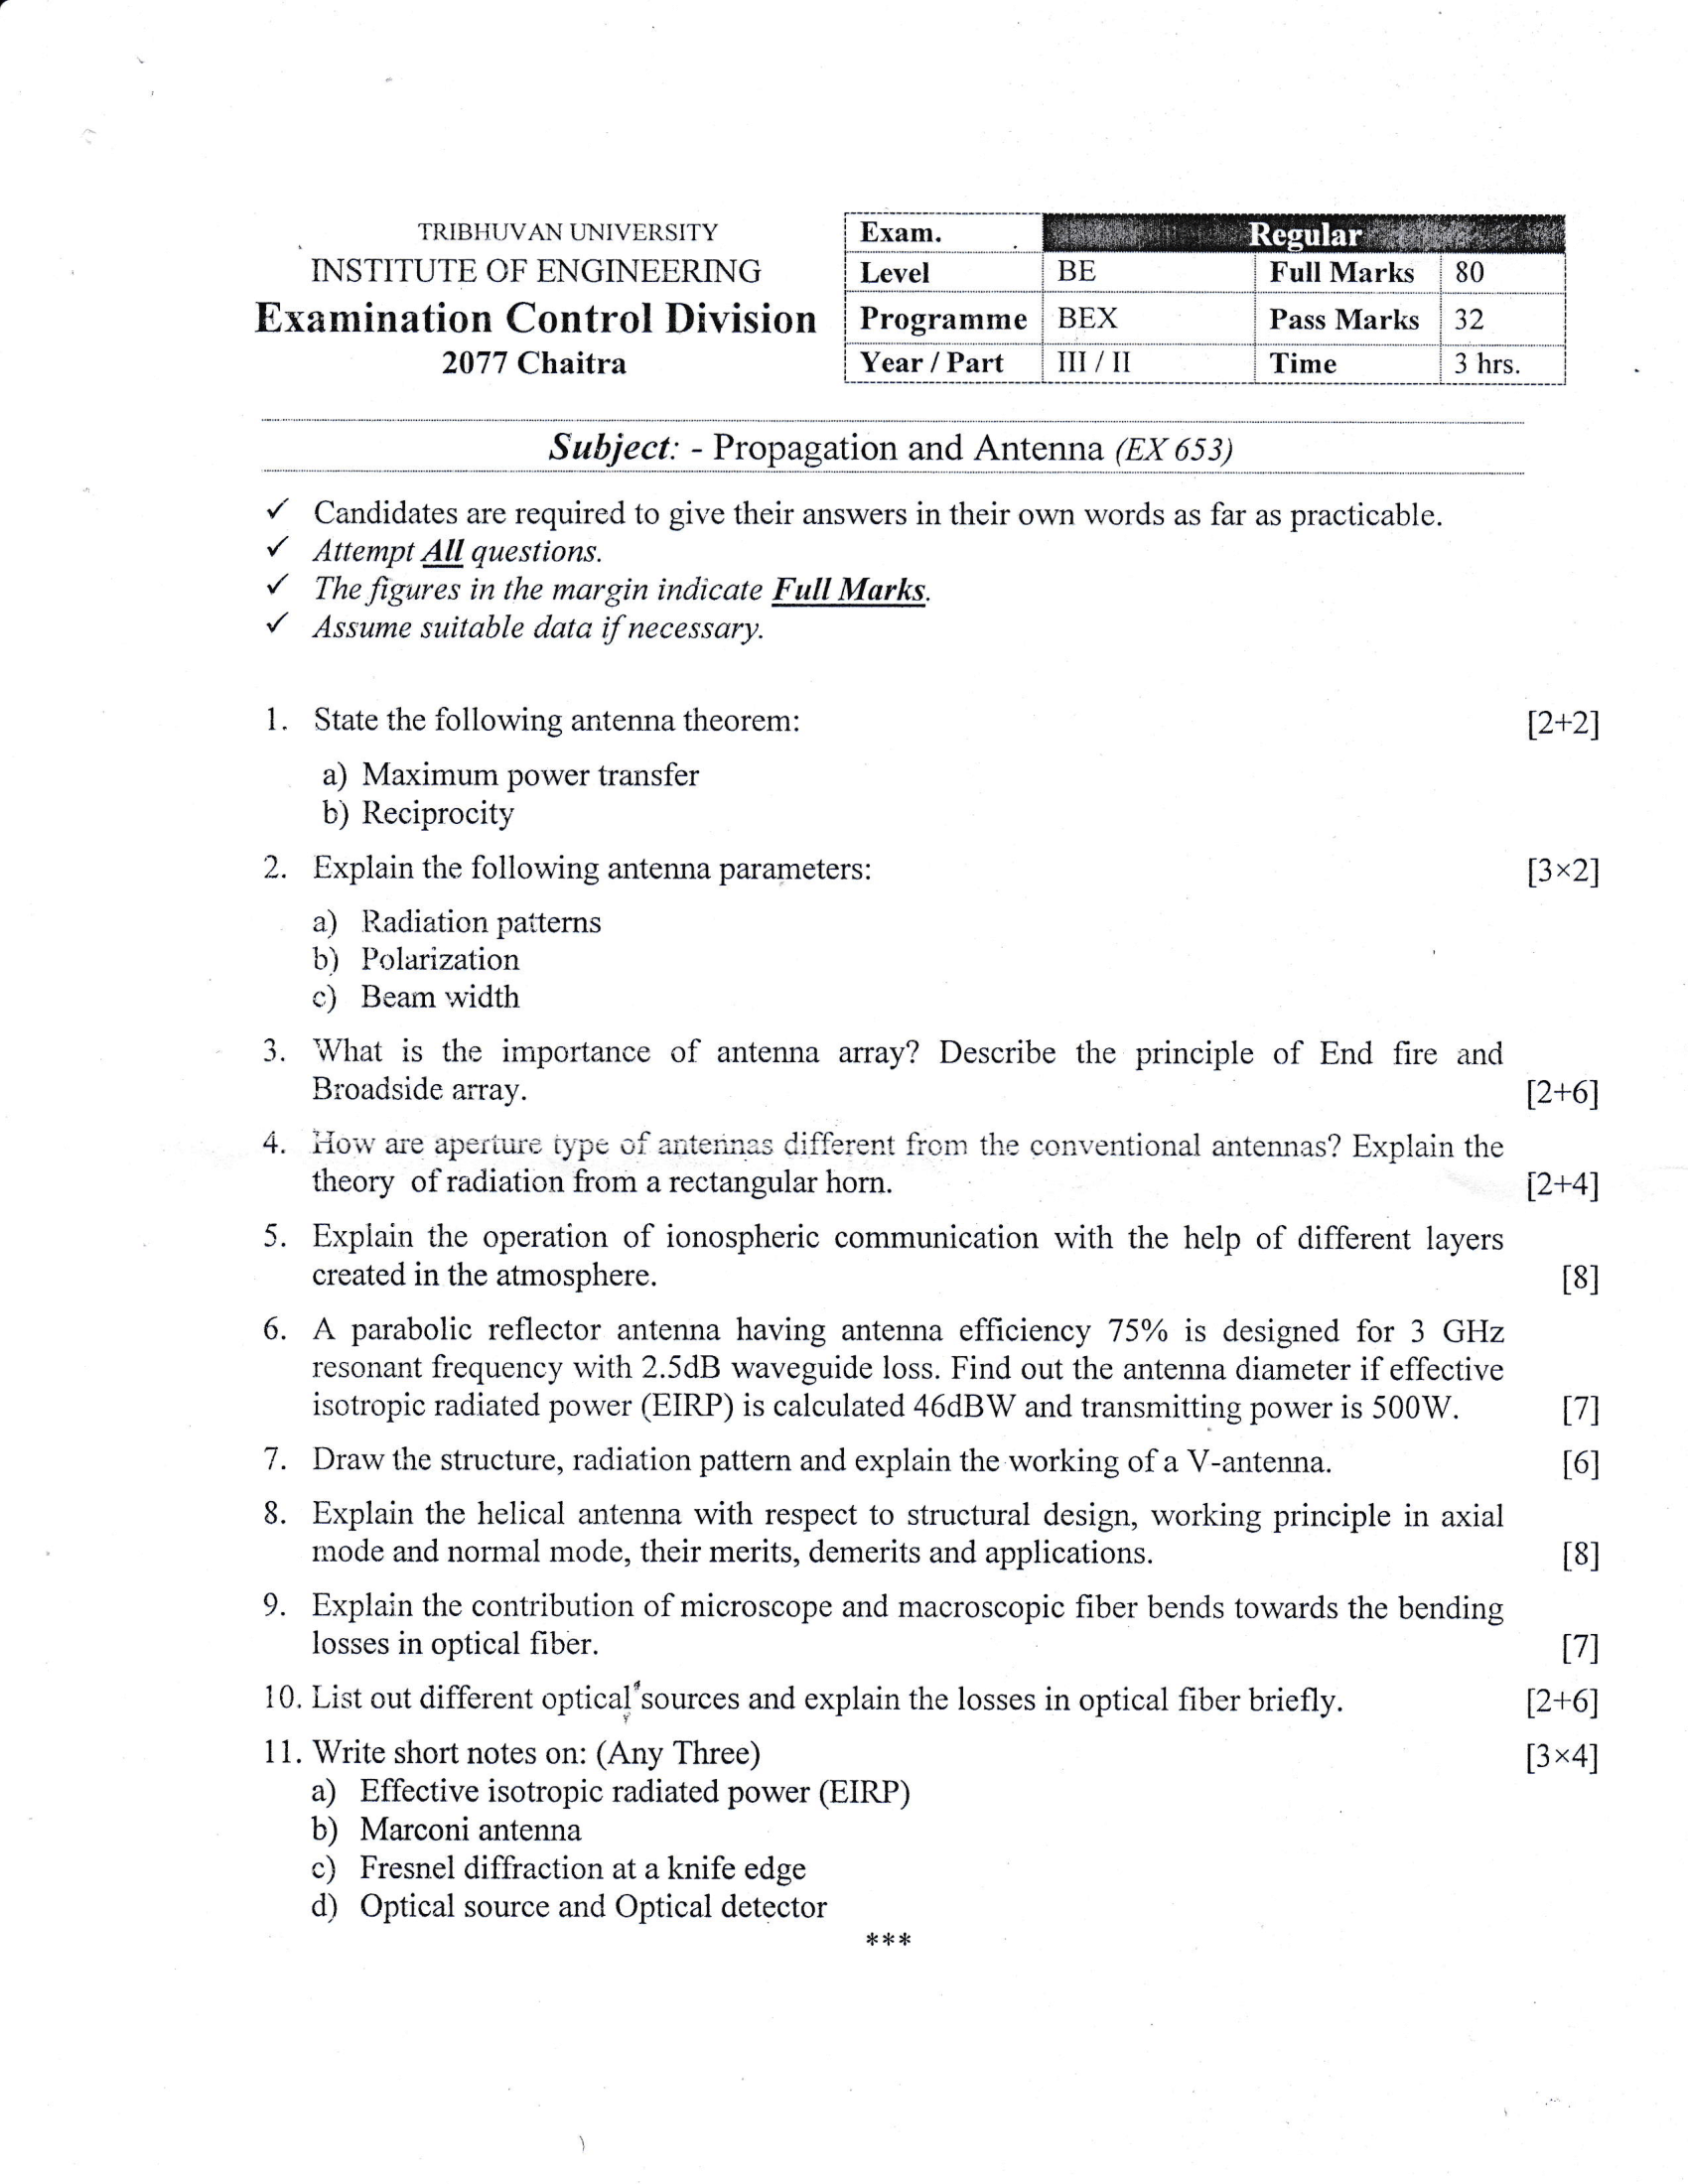 TRIBHUVAN UNIVERSITY
INSTITUTE OF ENGINEERING
Examination Control Division
2077 Chaitra
Exam. Regular
Level BE Full Marks 80
Programme BEX Pass Marks 32
Year / Part III / II Time 3 hrs.
Subject: - Propagation and Antenna (EX 653)
✓ Candidates are required to give their answers in their own words as far as practicable.
✓ Attempt All questions.
✓ The figures in the margin indicate Full Marks.
✓ Assume suitable data if necessary.
1. State the following antenna theorem: [2+2]
a) Maximum power transfer
b) Reciprocity
2. Explain the following antenna parameters: [3×2]
a) Radiation patterns
b) Polarization
c) Beam width
3. What is the importance of antenna array? Describe the principle of End fire and
Broadside array. [2+6]
4. How are aperture type of antennas different from the conventional antennas? Explain the
theory of radiation from a rectangular horn. [2+4]
5. Explain the operation of ionospheric communication with the help of different layers
created in the atmosphere. [8]
6. A parabolic reflector antenna having antenna efficiency 75% is designed for 3 GHz
resonant frequency with 2.5dB waveguide loss. Find out the antenna diameter if effective
isotropic radiated power (EIRP) is calculated 46dBW and transmitting power is 500W. [7]
7. Draw the structure, radiation pattern and explain the working of a V-antenna. [6]
8. Explain the helical antenna with respect to structural design, working principle in axial
mode and normal mode, their merits, demerits and applications. [8]
9. Explain the contribution of microscope and macroscopic fiber bends towards the bending
losses in optical fiber. [7]
10. List out different optical sources and explain the losses in optical fiber briefly. [2+6]
11. Write short notes on: (Any Three) [3×4]
a) Effective isotropic radiated power (EIRP)
b) Marconi antenna
c) Fresnel diffraction at a knife edge
d) Optical source and Optical detector
***